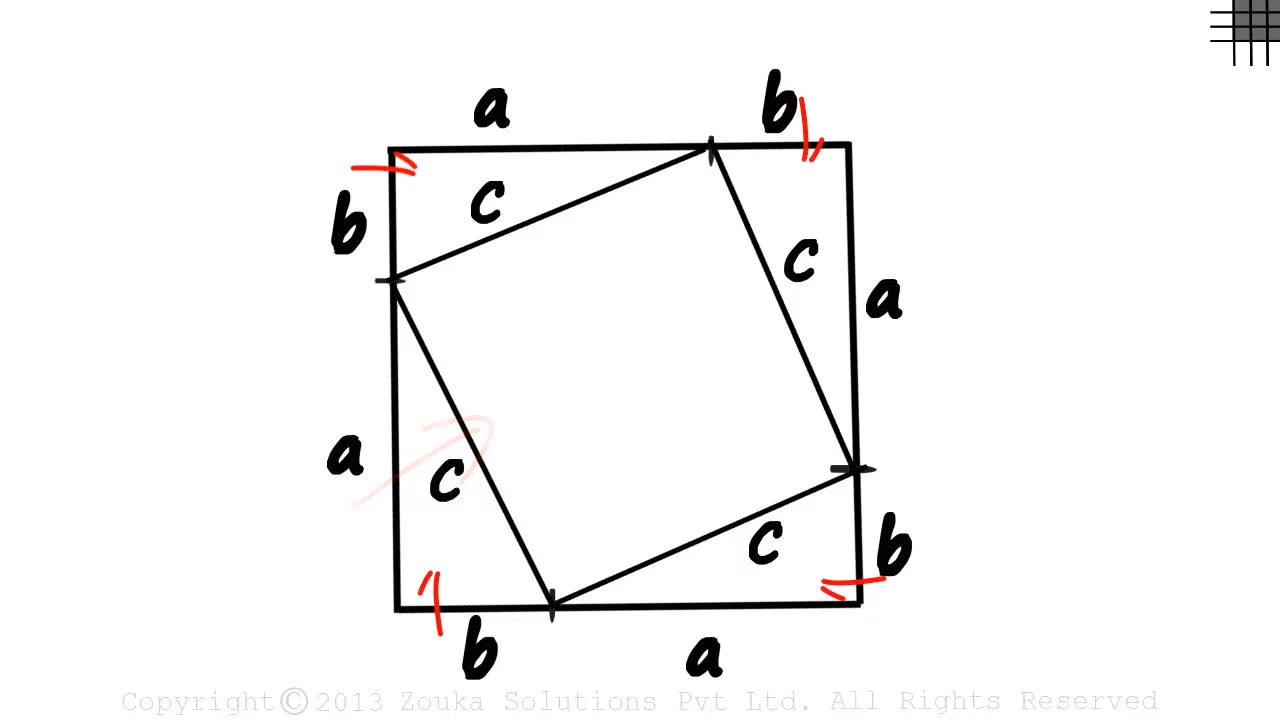 a b
b c
c a
a c
c b
b a
Copyright © 2013 Zouka Solutions Pvt Ltd. All Rights Reserved